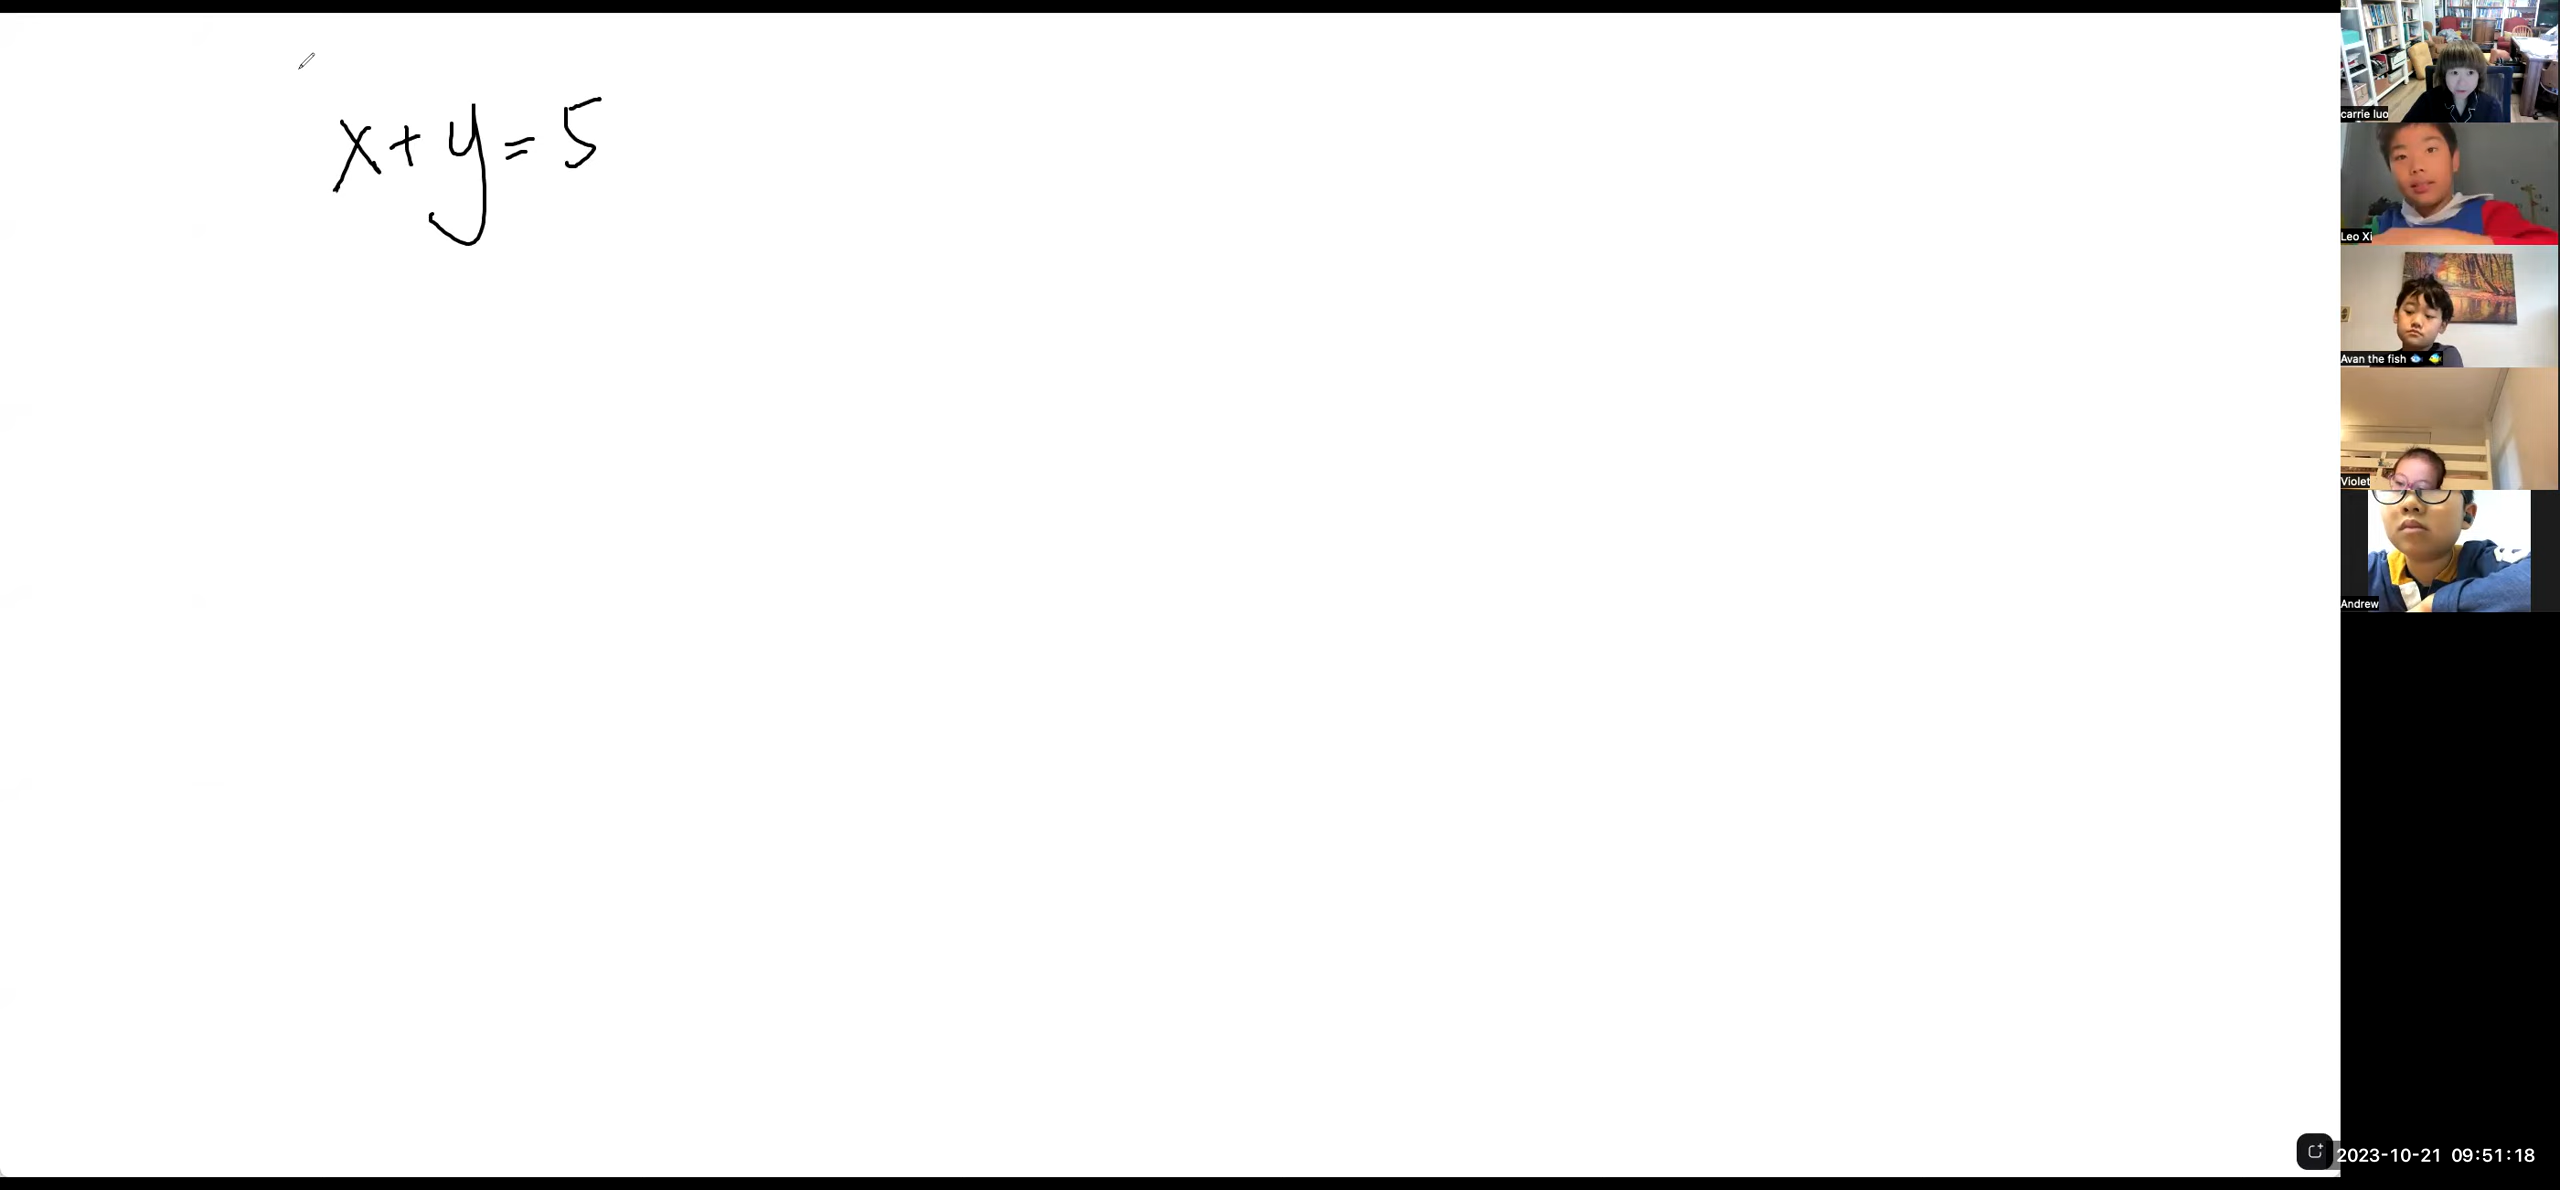 x + y = 5
carrie luo
Leo Xi
Avan the fish 🐟 🐠
Violet
Andrew
2023-10-21 09:51:18